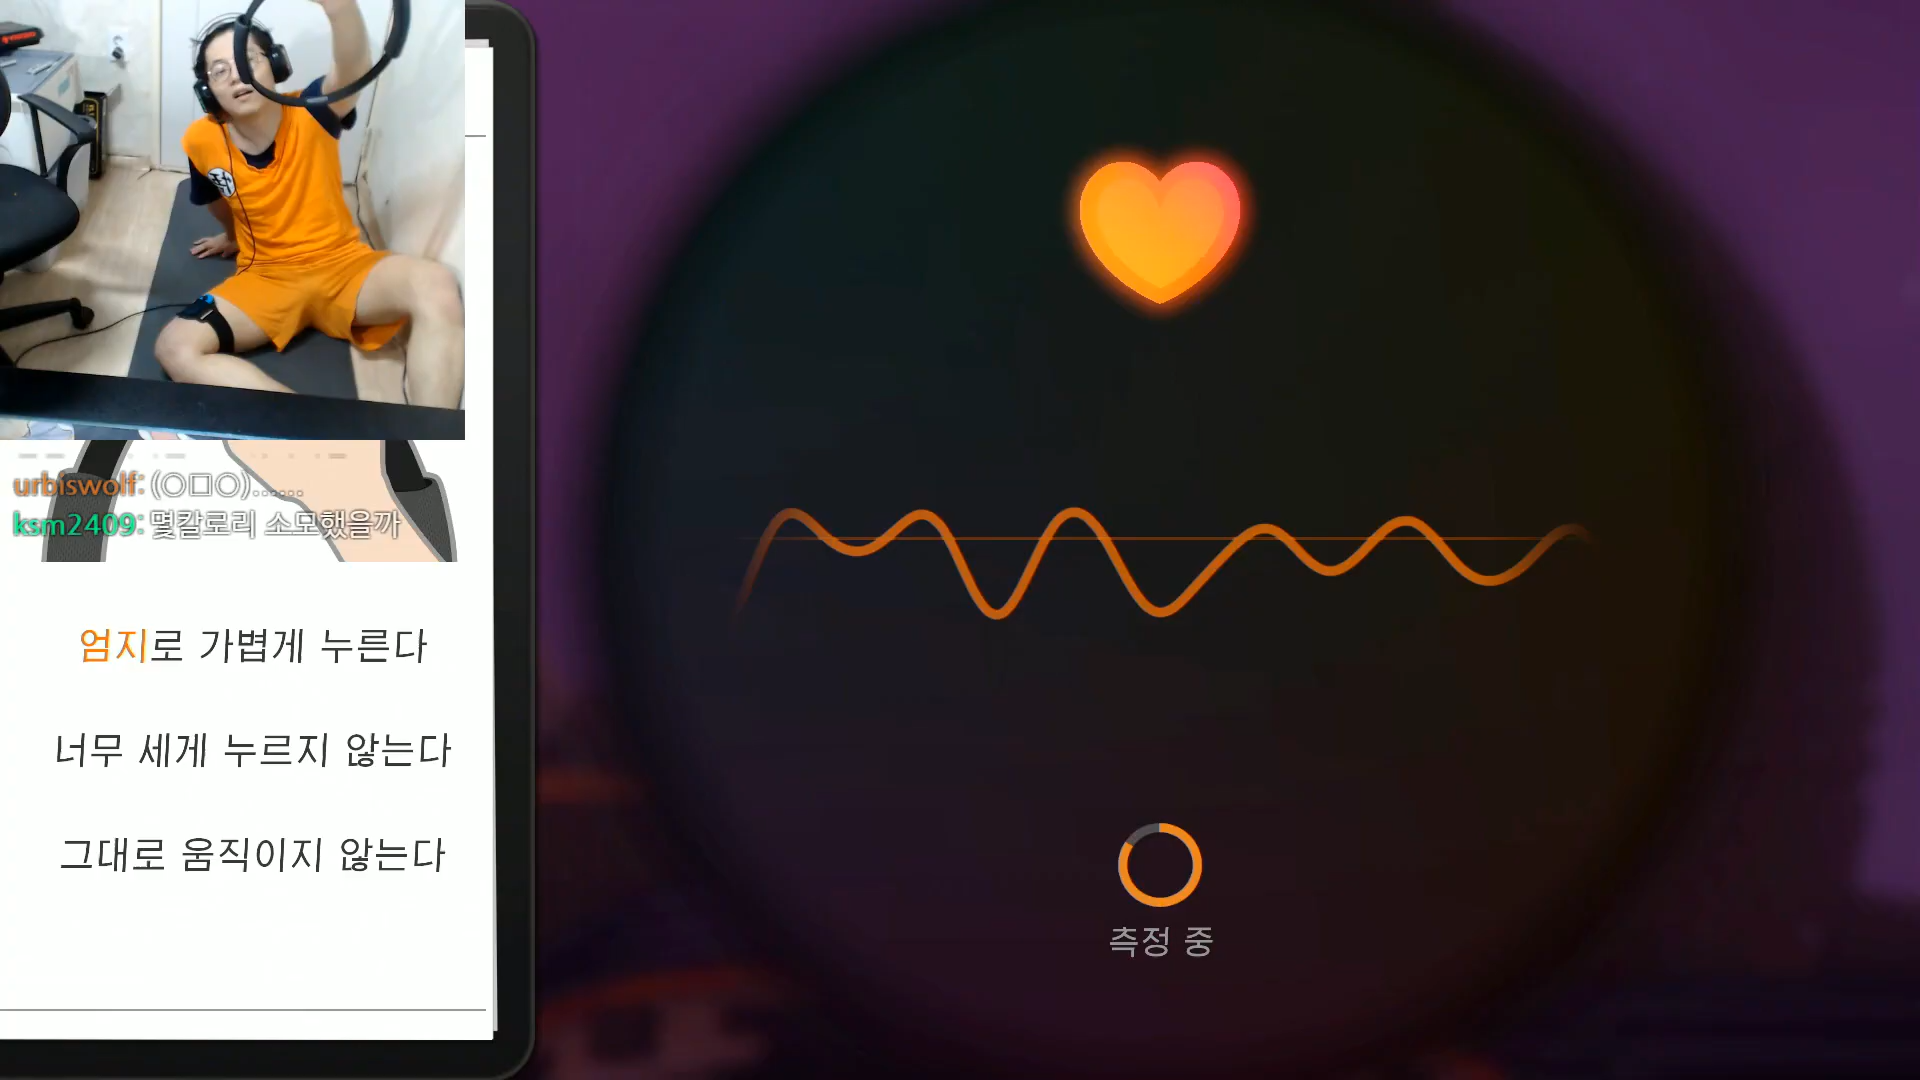 urbiswolf: (○□○)......
ksm2409: 몇칼로리 소모했을까
엄지로 가볍게 누른다
너무 세게 누르지 않는다
그대로 움직이지 않는다
측정 중